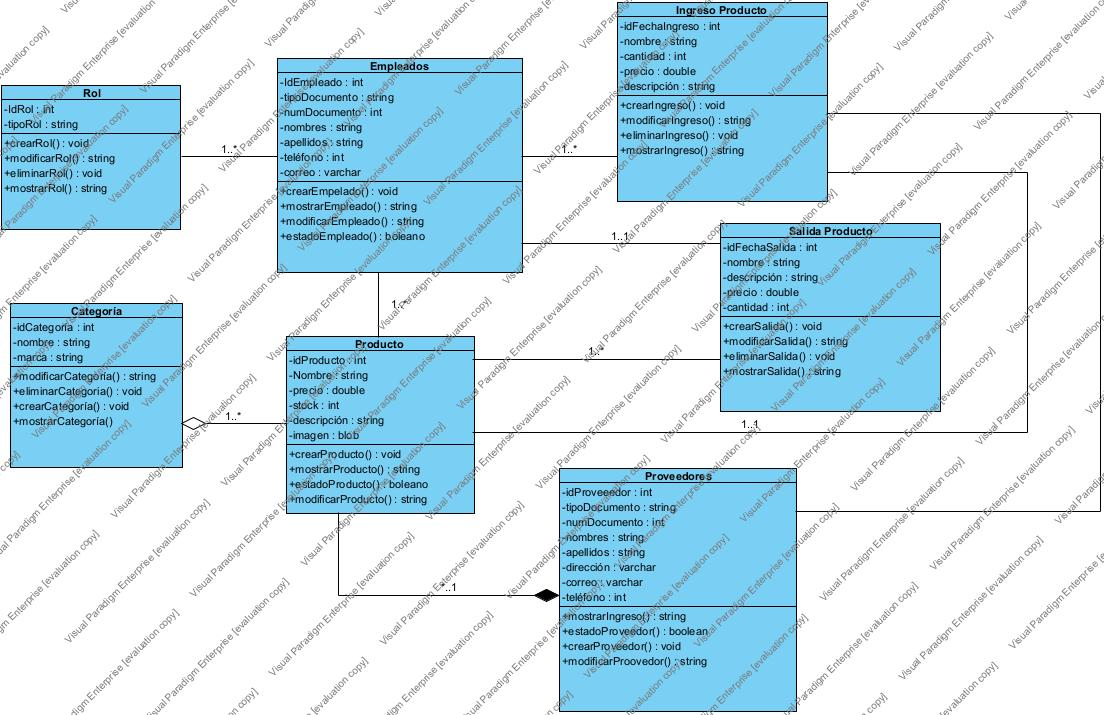 Rol
-IdRol : int
-tipoRol : string
+crearRol() : void
+modificarRol() : string
+eliminarRol() : void
+mostrarRol() : string
1..*
Empleados
-IdEmpleado : int
-tipoDocumento : string
-numDocumento : int
-nombres : string
-apellidos : string
-teléfono : int
-correo : varchar
+crearEmpelado() : void
+mostrarEmpleado() : string
+modificarEmpleado() : string
+estadoEmpleado() : boleano
1..*
Ingreso Producto
-idFechaIngreso : int
-nombre : string
-cantidad : int
-precio : double
-descripción : string
+crearIngreso() : void
+modificarIngreso() : string
+eliminarIngreso() : void
+mostrarIngreso() : string
1..1
Salida Producto
-idFechaSalida : int
-nombre : string
-descripción : string
-precio : double
-cantidad : int
+crearSalida() : void
+modificarSalida() : string
+eliminarSalida() : void
+mostrarSalida() : string
1..*
Categoría
-idCategoria : int
-nombre : string
-marca : string
+modificarCategoría() : string
+eliminarCategoria() : void
+crearCategoría() : void
+mostrarCategoría()
1..*
Producto
-idProducto : int
-Nombre : string
-precio : double
-stock : int
-descripción : string
-imagen : blob
+crearProducto() : void
+mostrarProducto() : string
+estadoProducto() : boleano
+modificarProducto() : string
1..*
1..1
*..1
Proveedores
-idProveeedor : int
-tipoDocumento : string
-numDocumento : int
-nombres : string
-apellidos : string
-dirección : varchar
-correo : varchar
-teléfono : int
+mostrarIngreso() : string
+estadoProveedor() : boolean
+crearProveedor() : void
+modificarProovedor() : string
Visual Paradigm Enterprise [evaluation copy]